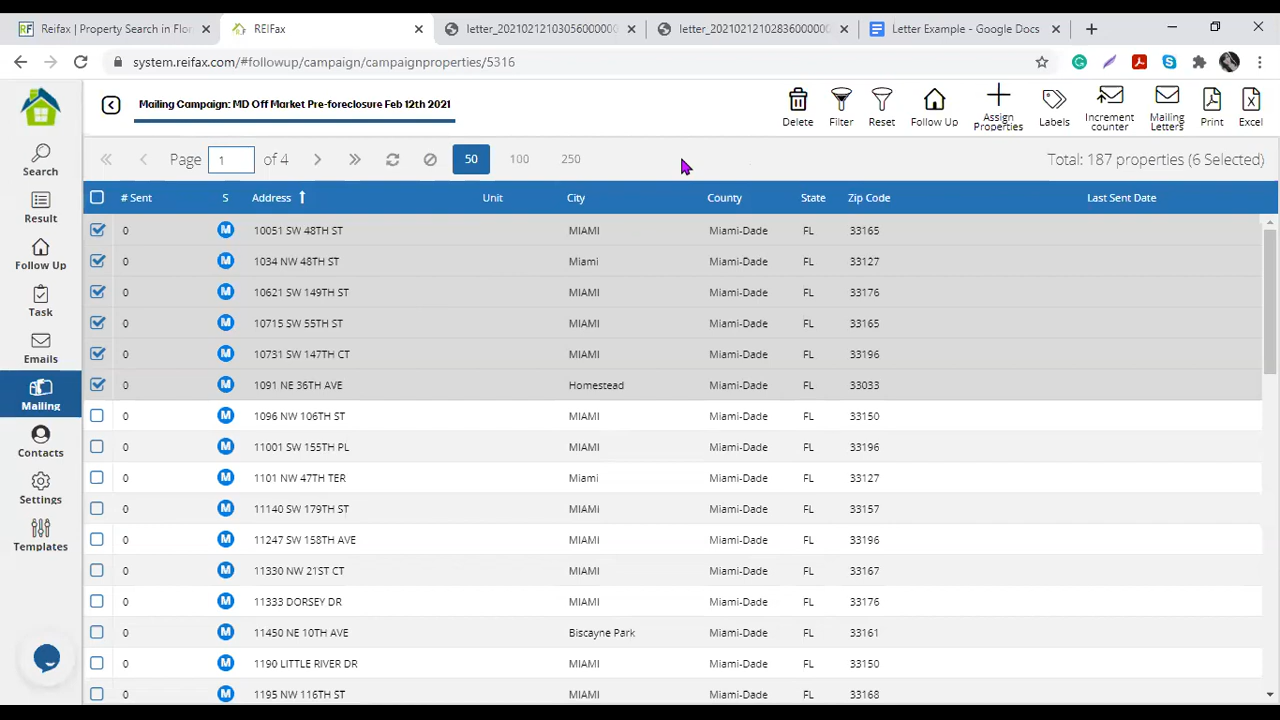 Reifax | Property Search in Flor
REIFax
letter_2021021210305600000
letter_2021021210283600000
Letter Example - Google Docs
system.reifax.com/#followup/campaign/campaignproperties/5316
Mailing Campaign: MD Off Market Pre-foreclosure Feb 12th 2021
Delete
Filter
Reset
Follow Up
Assign Properties
Labels
Increment counter
Mailing Letters
Print
Excel
Search
Result
Follow Up
Task
Emails
Mailing
Contacts
Settings
Templates
Page 1 of 4 50 100 250 Total: 187 properties (6 Selected)
# Sent S Address Unit City County State Zip Code Last Sent Date
0 M 10051 SW 48TH ST MIAMI Miami-Dade FL 33165
0 M 1034 NW 48TH ST Miami Miami-Dade FL 33127
0 M 10621 SW 149TH ST MIAMI Miami-Dade FL 33176
0 M 10715 SW 55TH ST MIAMI Miami-Dade FL 33165
0 M 10731 SW 147TH CT MIAMI Miami-Dade FL 33196
0 M 1091 NE 36TH AVE Homestead Miami-Dade FL 33033
0 M 1096 NW 106TH ST MIAMI Miami-Dade FL 33150
0 M 11001 SW 155TH PL MIAMI Miami-Dade FL 33196
0 M 1101 NW 47TH TER Miami Miami-Dade FL 33127
0 M 11140 SW 179TH ST MIAMI Miami-Dade FL 33157
0 M 11247 SW 158TH AVE MIAMI Miami-Dade FL 33196
0 M 11330 NW 21ST CT MIAMI Miami-Dade FL 33167
0 M 11333 DORSEY DR MIAMI Miami-Dade FL 33176
0 M 11450 NE 10TH AVE Biscayne Park Miami-Dade FL 33161
0 M 1190 LITTLE RIVER DR MIAMI Miami-Dade FL 33150
0 M 1195 NW 116TH ST MIAMI Miami-Dade FL 33168